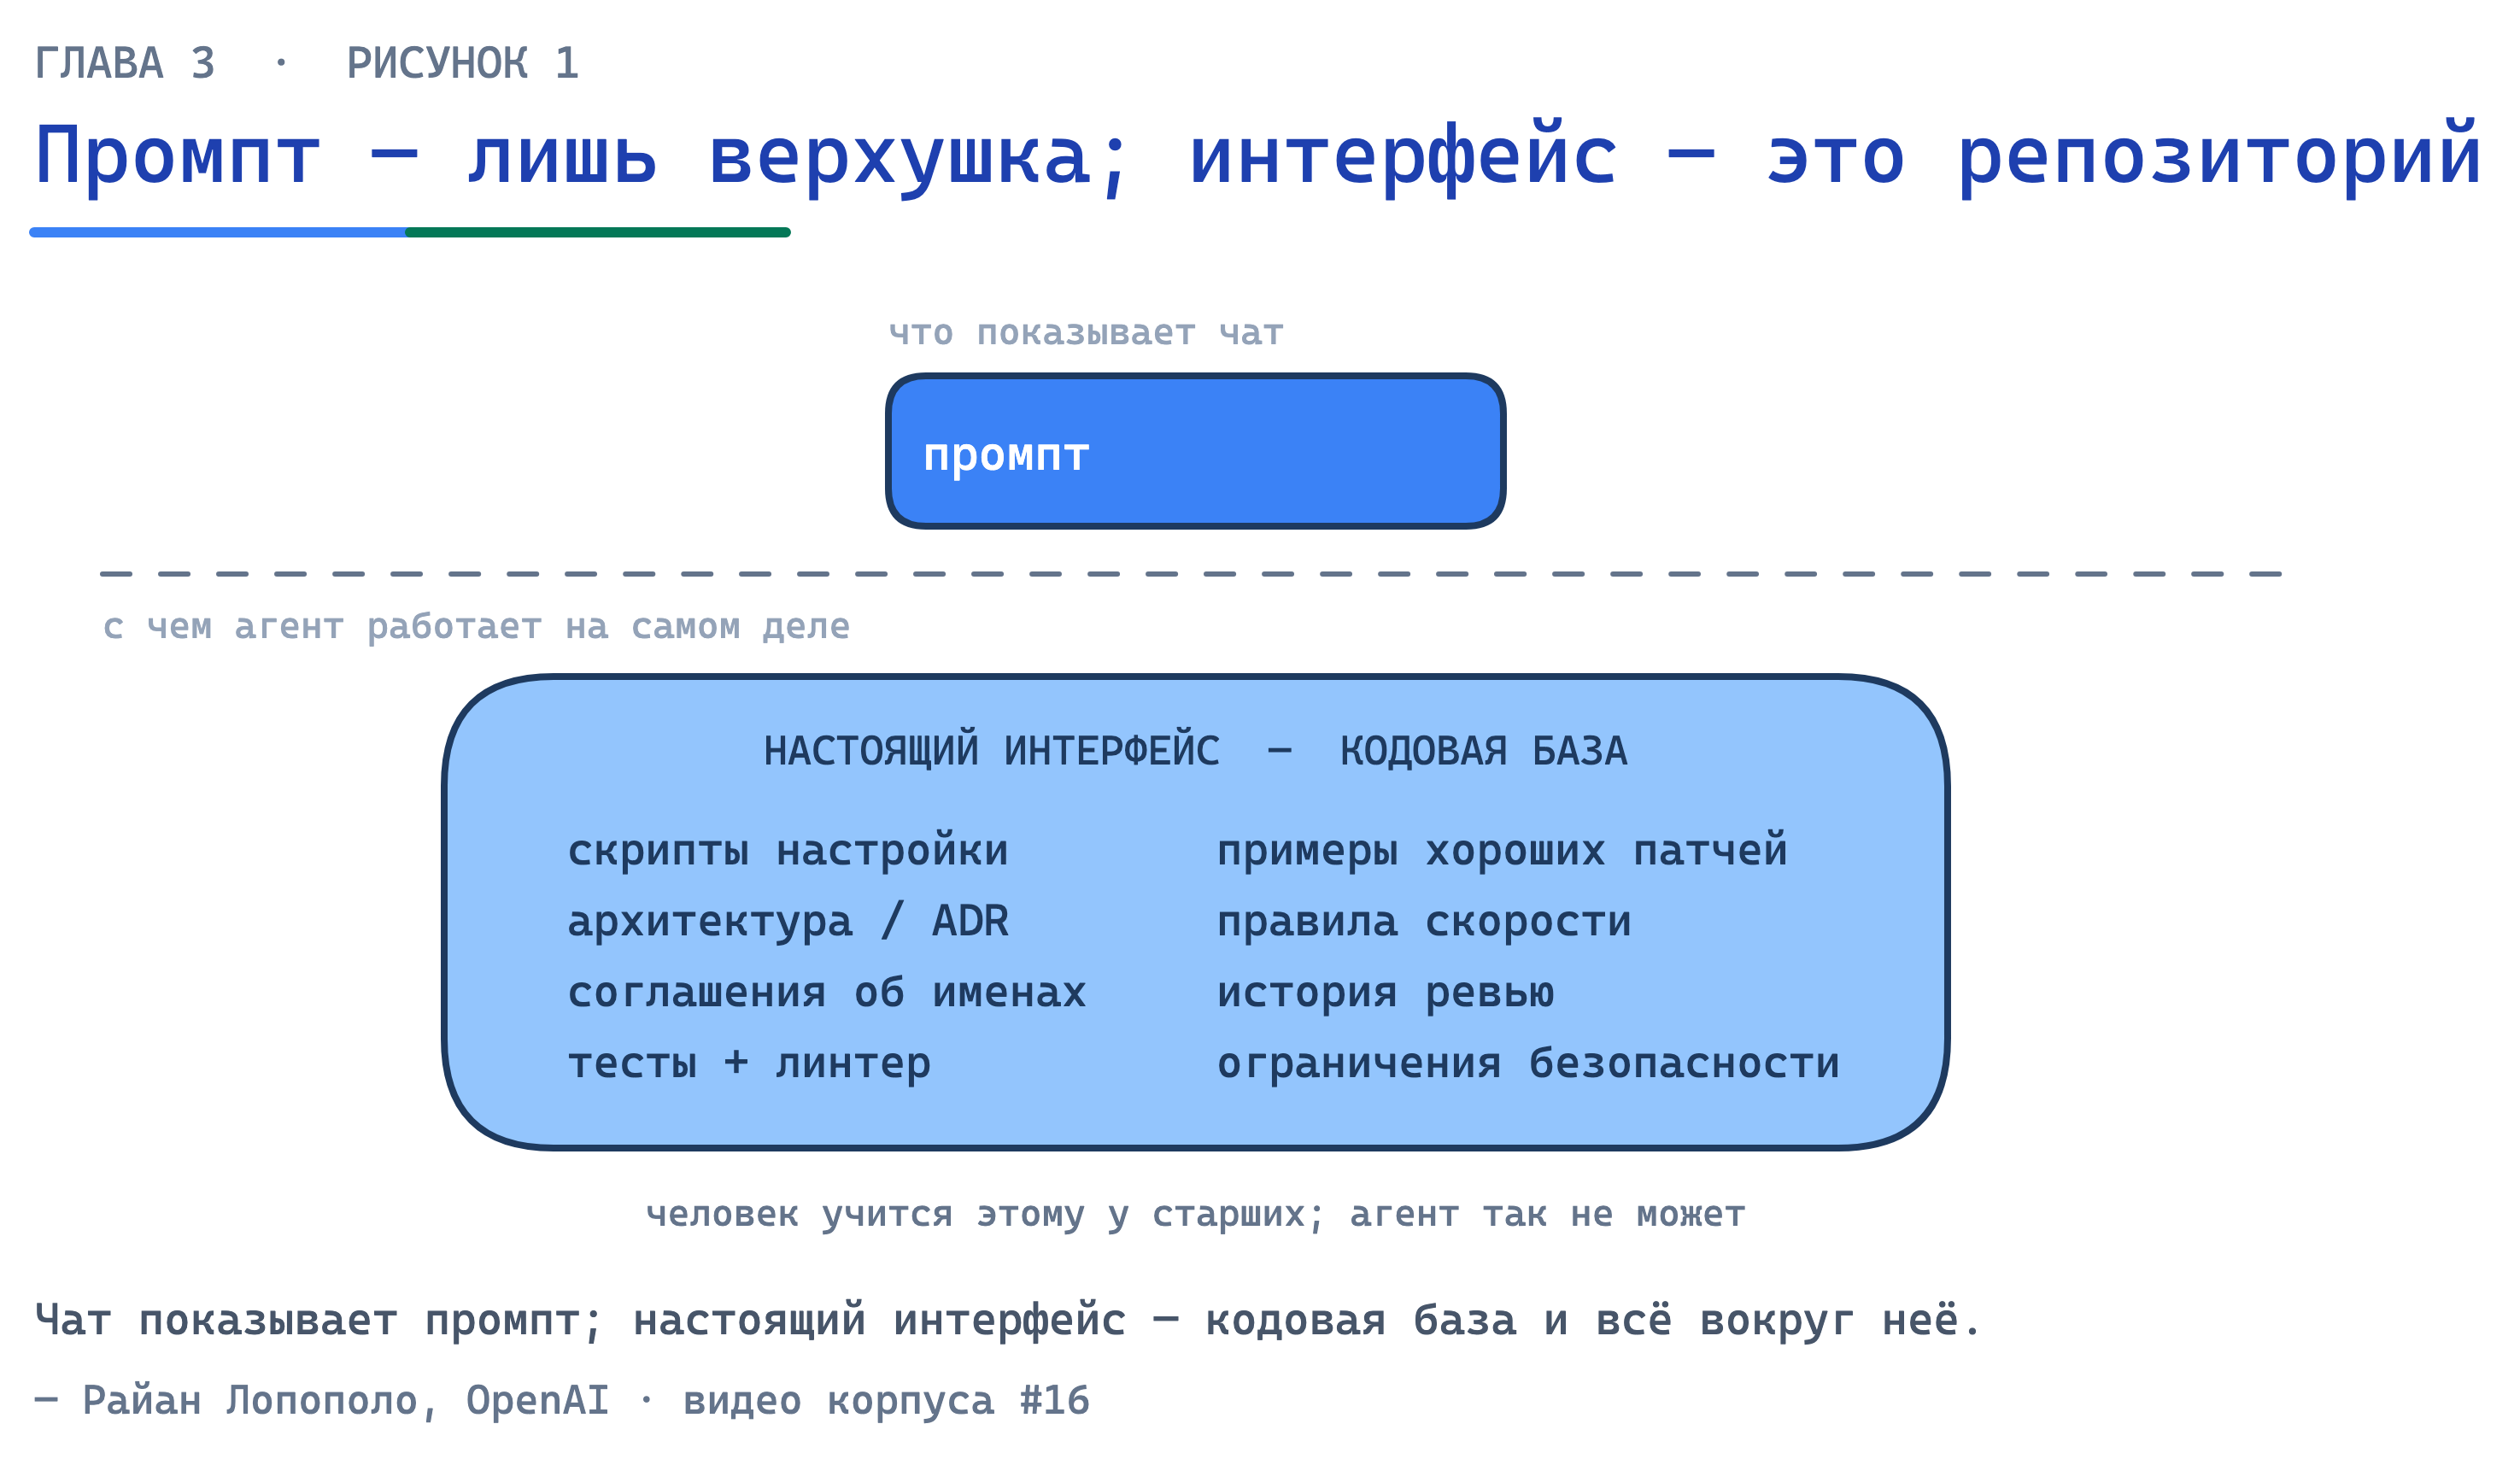 ГЛАВА 3 · РИСУНОК 1
Промпт — лишь верхушка; интерфейс — это репозиторий
что показывает чат
промпт
с чем агент работает на самом деле
НАСТОЯЩИЙ ИНТЕРФЕЙС — КОДОВАЯ БАЗА
скрипты настройки
архитектура / ADR
соглашения об именах
тесты + линтер
примеры хороших патчей
правила скорости
история ревью
ограничения безопасности
человек учится этому у старших; агент так не может
Чат показывает промпт; настоящий интерфейс — кодовая база и всё вокруг неё.
— Райан Лопополо, OpenAI · видео корпуса #16